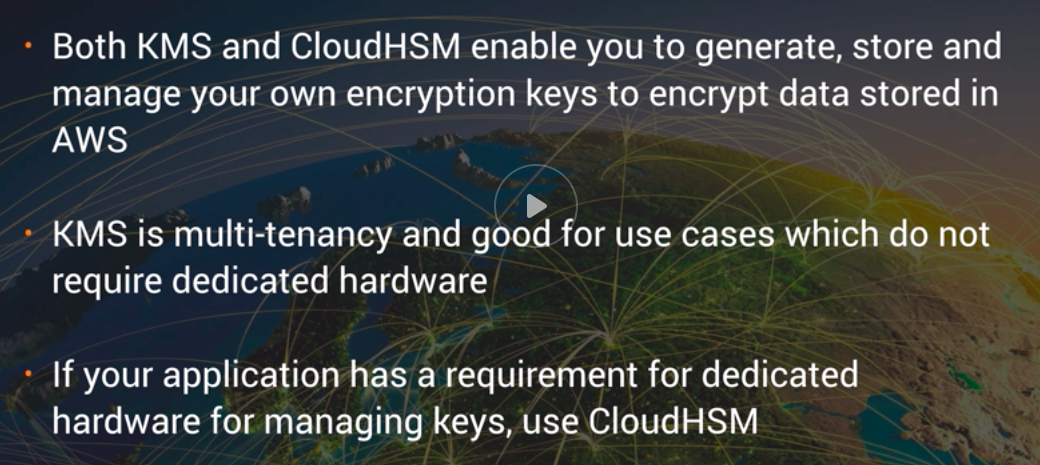 • Both KMS and CloudHSM enable you to generate, store and
manage your own encryption keys to encrypt data stored in
AWS
• KMS is multi-tenancy and good for use cases which do not
require dedicated hardware
• If your application has a requirement for dedicated
hardware for managing keys, use CloudHSM